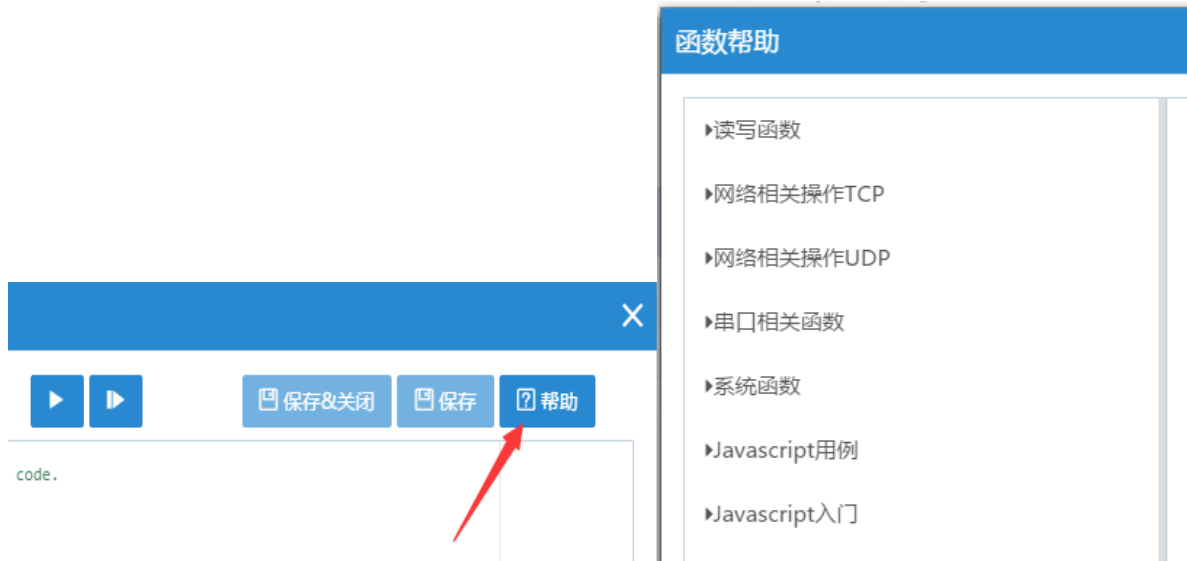 保存&关闭
保存
帮助
code.
函数帮助
读写函数
网络相关操作TCP
网络相关操作UDP
串口相关函数
系统函数
Javascript用例
Javascript入门